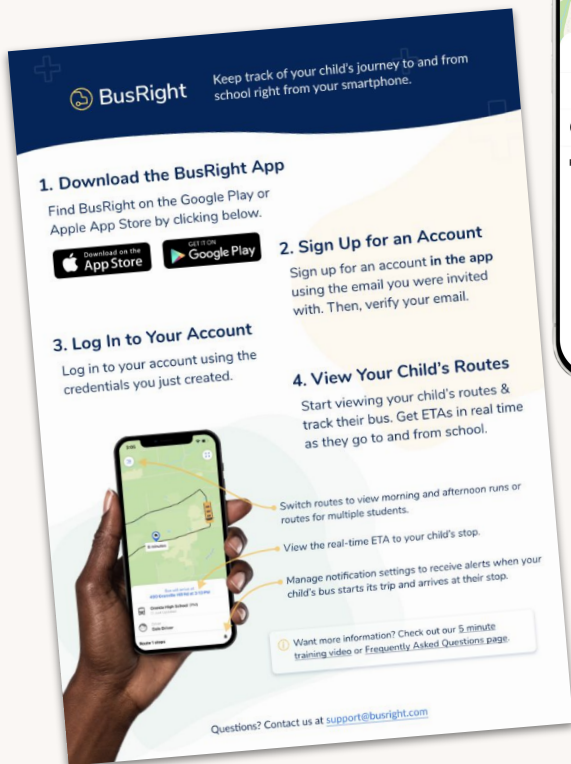 BusRight
Keep track of your child's journey to and from
school right from your smartphone.
1. Download the BusRight App
Find BusRight on the Google Play or
Apple App Store by clicking below.
Download on the
App Store
GET IT ON
Google Play
2. Sign Up for an Account
Sign up for an account in the app
using the email you were invited
with. Then, verify your email.
3. Log In to Your Account
Log in to your account using the
credentials you just created.
4. View Your Child's Routes
Start viewing your child's routes &
track their bus. Get ETAs in real time
as they go to and from school.
Switch routes to view morning and afternoon runs or
routes for multiple students.
View the real-time ETA to your child's stop.
Manage notification settings to receive alerts when your
child's bus starts its trip and arrives at their stop.
Want more information? Check out our 5 minute
training video or Frequently Asked Questions page.
Questions? Contact us at support@busright.com